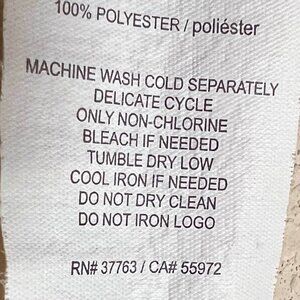 100% POLYESTER / poliéster
MACHINE WASH COLD SEPARATELY
DELICATE CYCLE
ONLY NON-CHLORINE
BLEACH IF NEEDED
TUMBLE DRY LOW
COOL IRON IF NEEDED
DO NOT DRY CLEAN
DO NOT IRON LOGO
RN# 37763 / CA# 55972